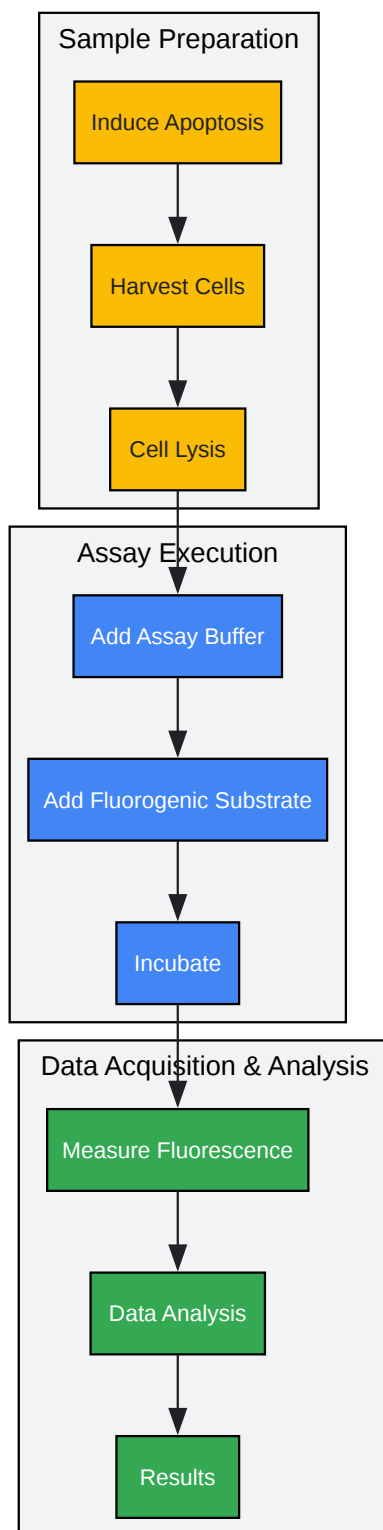 Sample Preparation
Induce Apoptosis
Harvest Cells
Cell Lysis
Assay Execution
Add Assay Buffer
Add Fluorogenic Substrate
Incubate
Data Acquisition & Analysis
Measure Fluorescence
Data Analysis
Results